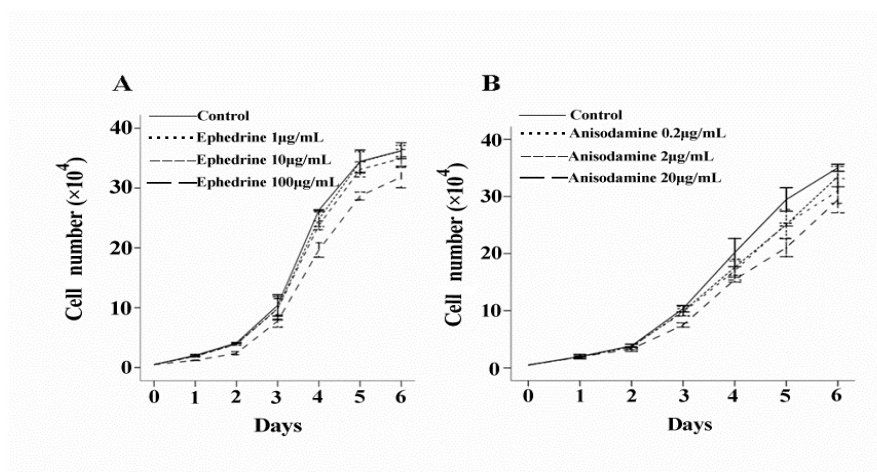 A
Control
Ephedrine 1μg/mL
Ephedrine 10μg/mL
Ephedrine 100μg/mL
Cell number (×10⁴)
40
30
20
10
0
0 1 2 3 4 5 6
Days
B
Control
Anisodamine 0.2μg/mL
Anisodamine 2μg/mL
Anisodamine 20μg/mL
Cell number (×10⁴)
40
30
20
10
0
0 1 2 3 4 5 6
Days